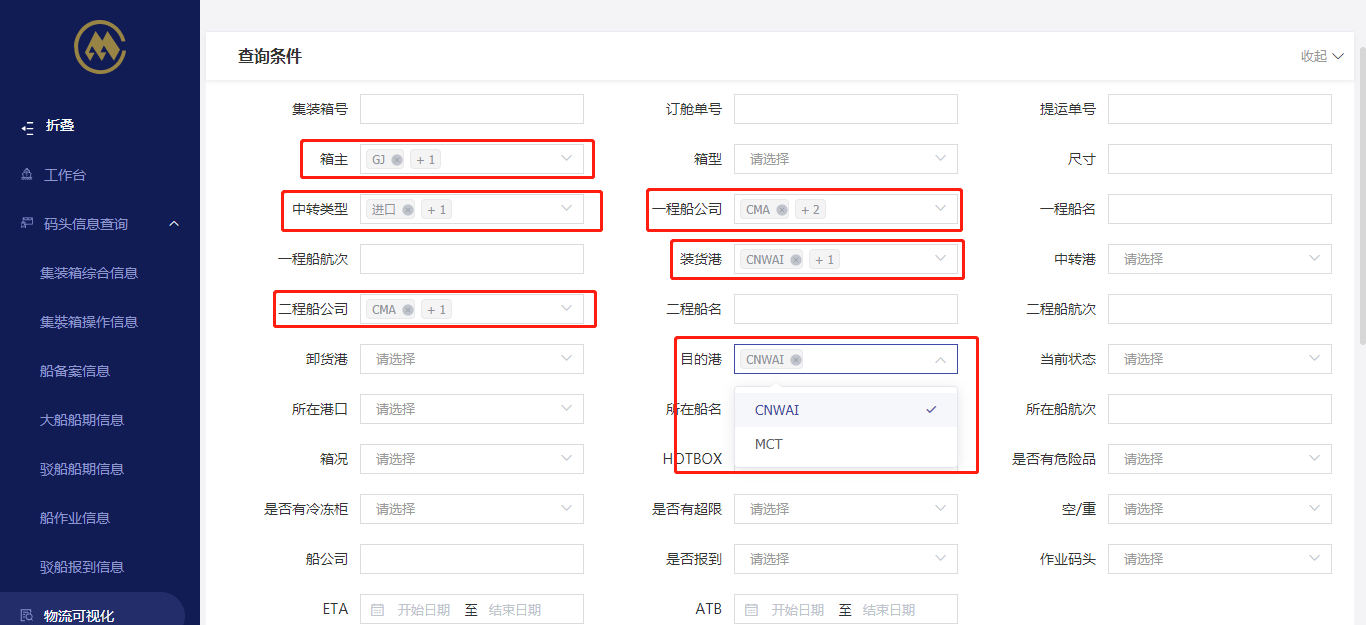 查询条件
收起
折叠
工作台
码头信息查询
集装箱综合信息
集装箱操作信息
船备案信息
大船船期信息
驳船船期信息
船作业信息
驳船报到信息
物流可视化
集装箱号
订舱单号
提运单号
箱主 GJ + 1
箱型 请选择
尺寸
中转类型 进口 + 1
一程船公司 CMA + 2
一程船名
一程船航次
装货港 CNWAI + 1
中转港 请选择
二程船公司 CMA + 1
二程船名
二程船航次
卸货港 请选择
目的港 CNWAI
当前状态 请选择
所在港口 请选择
所在船名
CNWAI
MCT
所在船航次
箱况 请选择
HOTBOX
是否有危险品 请选择
是否有冷冻柜 请选择
是否有超限 请选择
空/重 请选择
船公司
是否报到 请选择
作业码头 请选择
ETA 开始日期 至 结束日期
ATB 开始日期 至 结束日期